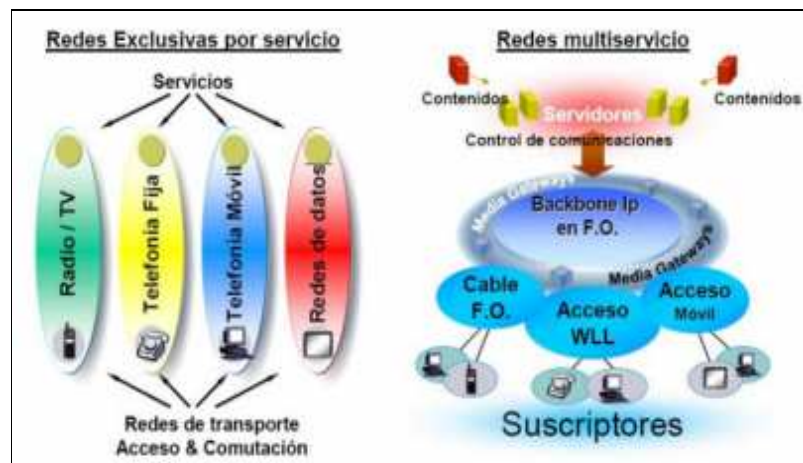 Redes Exclusivas por servicio
Servicios
Radio / TV
Telefonía Fija
Telefonía Móvil
Redes de datos
Redes de transporte
Acceso & Comutación
Redes multiservicio
Contenidos
Contenidos
Servidores
Control de comunicaciones
Media Gateways
Backbone Ip
en F.O.
Media Gateways
Cable
F.O.
Acceso
WLL
Acceso
Móvil
Suscriptores